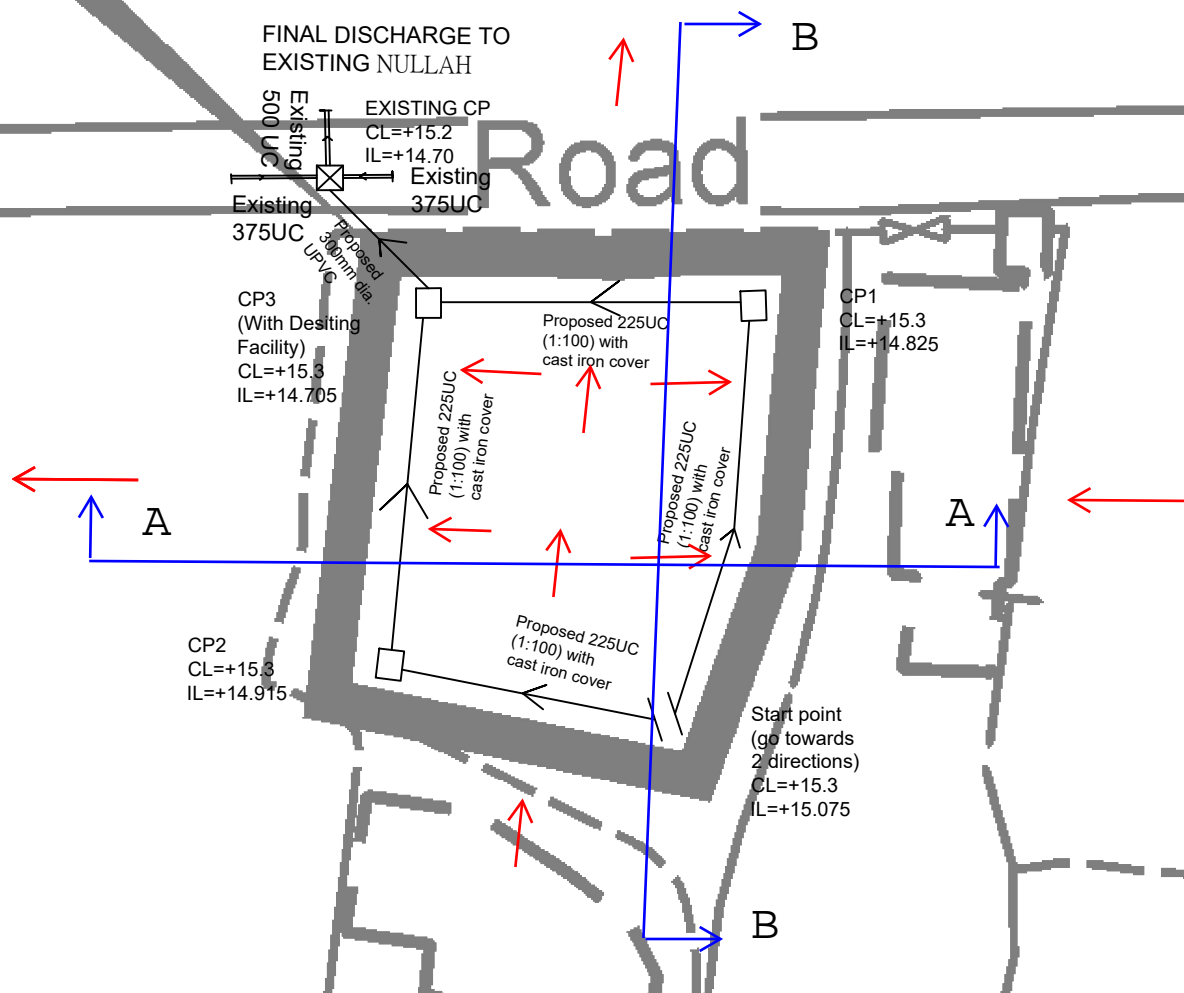 FINAL DISCHARGE TO
EXISTING NULLAH
B
Existing
500 UC
EXISTING CP
CL=+15.2
IL=+14.70
Road
Existing
375UC
Existing
375UC
Proposed
300mm dia.
UPVC
CP3
(With Desiting
Facility)
CL=+15.3
IL=+14.705
Proposed 225UC
(1:100) with
cast iron cover
CP1
CL=+15.3
IL=+14.825
Proposed 225UC
(1:100) with
cast iron cover
Proposed 225UC
(1:100) with
cast iron cover
A
A
Proposed 225UC
(1:100) with
cast iron cover
CP2
CL=+15.3
IL=+14.915
Start point
(go towards
2 directions)
CL=+15.3
IL=+15.075
B